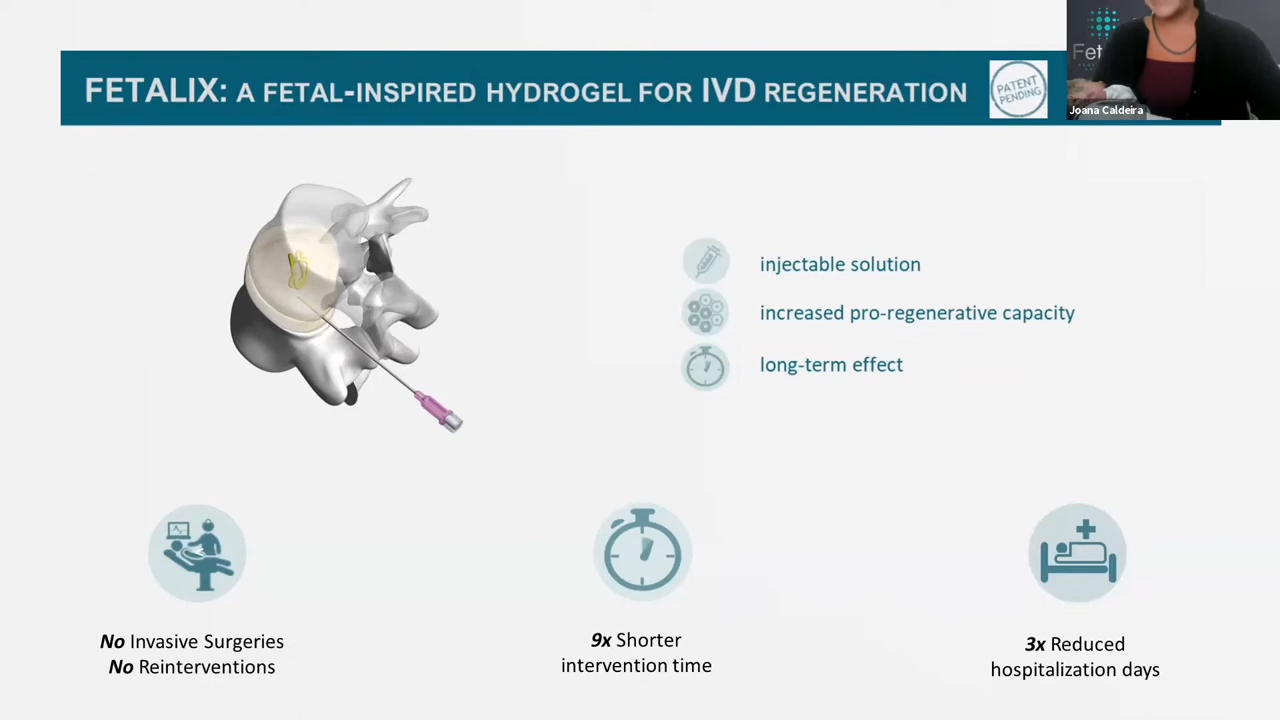 FETALIX: A FETAL-INSPIRED HYDROGEL FOR IVD REGENERATION
PATENT
PENDING
Fet
Joana Caldeira
injectable solution
increased pro-regenerative capacity
long-term effect
No Invasive Surgeries
No Reinterventions
9x Shorter
intervention time
3x Reduced
hospitalization days